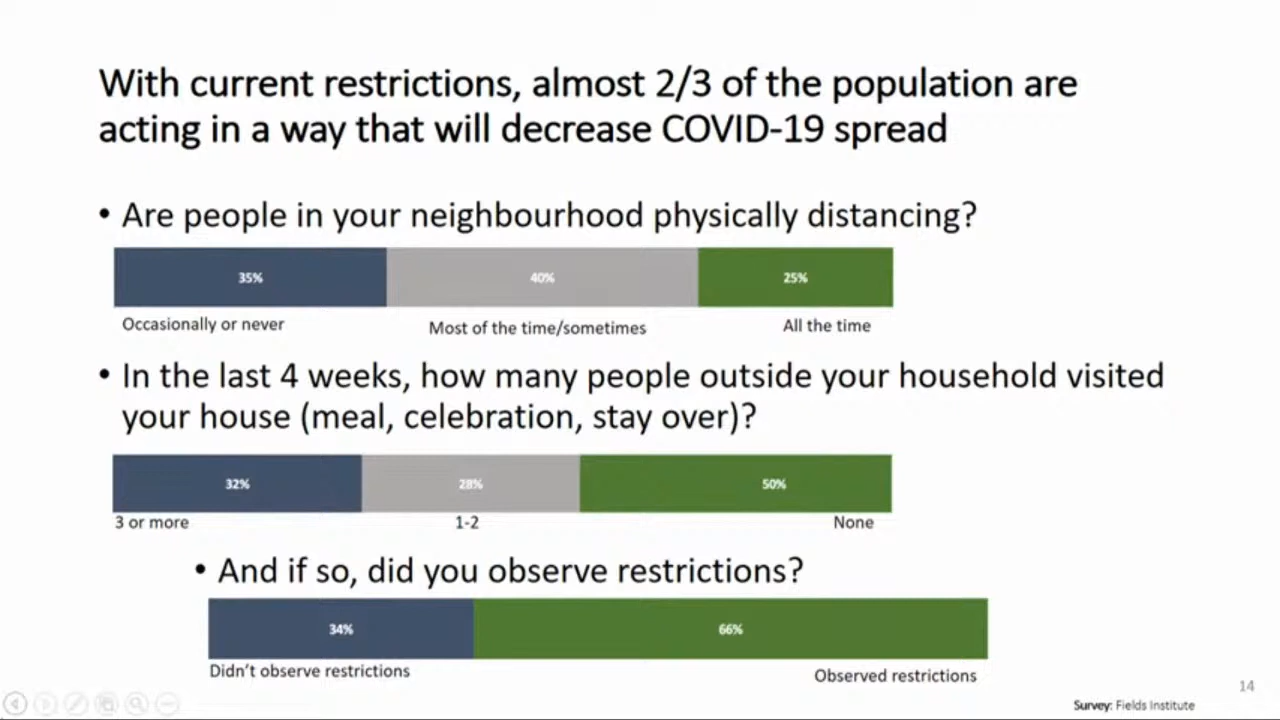 With current restrictions, almost 2/3 of the population are
acting in a way that will decrease COVID-19 spread
• Are people in your neighbourhood physically distancing?
35% 40% 25%
Occasionally or never Most of the time/sometimes All the time
• In the last 4 weeks, how many people outside your household visited
your house (meal, celebration, stay over)?
32% 28% 50%
3 or more 1-2 None
• And if so, did you observe restrictions?
34% 66%
Didn't observe restrictions Observed restrictions
14
Survey: Fields Institute